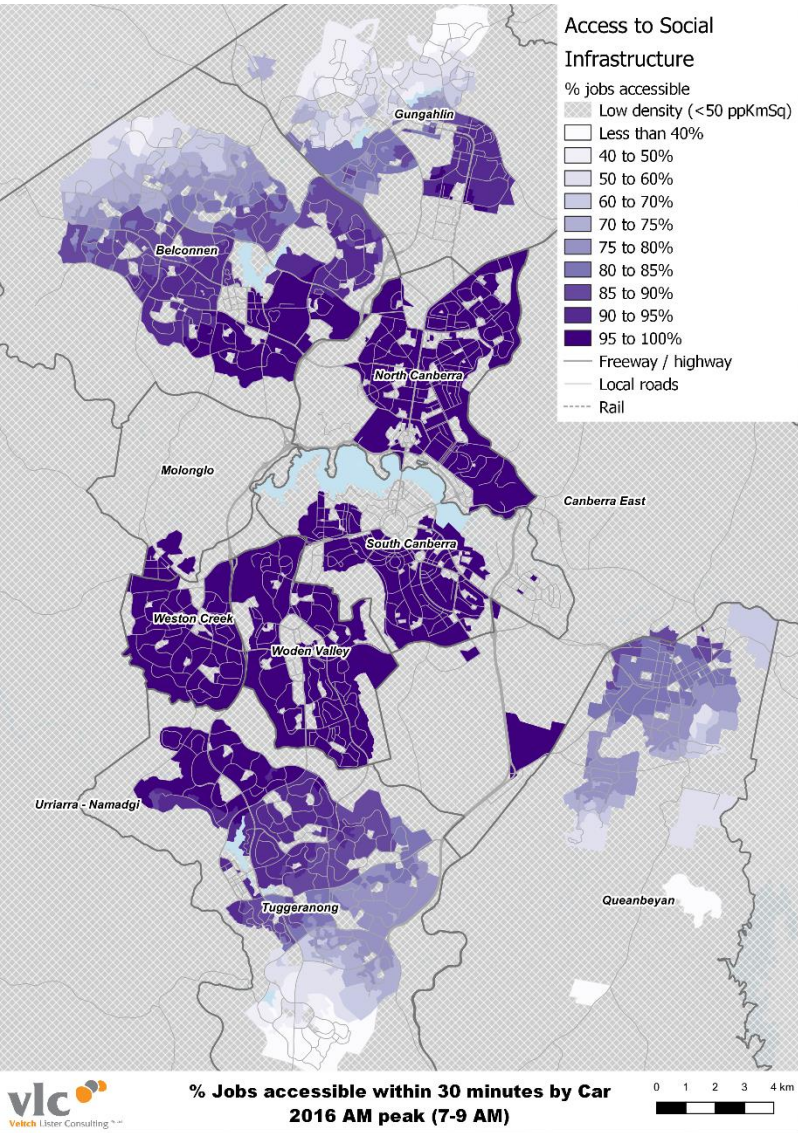 Access to Social
Infrastructure
% jobs accessible
Low density (<50 ppKmSq)
Less than 40%
40 to 50%
50 to 60%
60 to 70%
70 to 75%
75 to 80%
80 to 85%
85 to 90%
90 to 95%
95 to 100%
Freeway / highway
Local roads
Rail
Gungahlin
Belconnen
North Canberra
Molonglo
Canberra East
South Canberra
Weston Creek
Woden Valley
Urriarra - Namadgi
Queanbeyan
Tuggeranong
vlc
Veitch Lister Consulting
% Jobs accessible within 30 minutes by Car
2016 AM peak (7-9 AM)
0 1 2 3 4 km